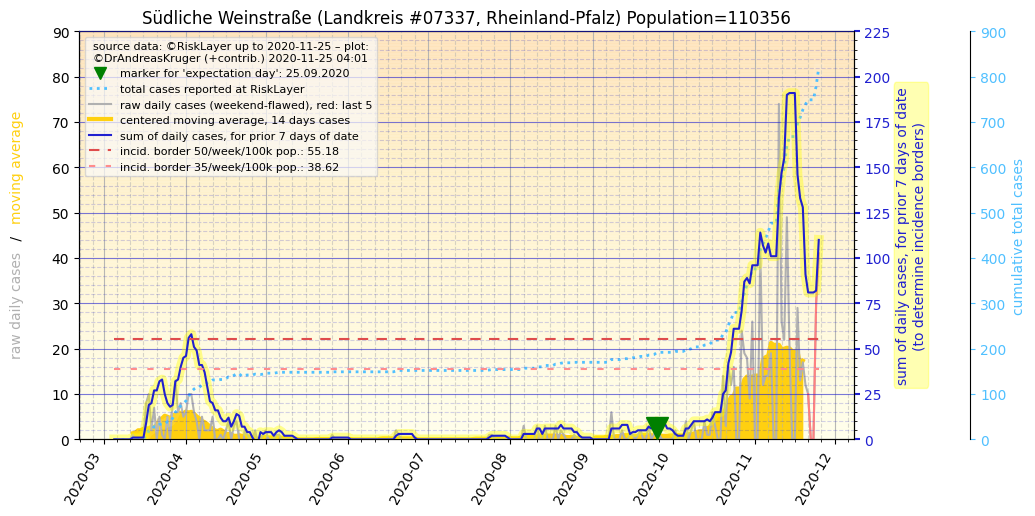 Südliche Weinstraße (Landkreis #07337, Rheinland-Pfalz) Population=110356
source data: ©RiskLayer up to 2020-11-25 – plot:
©DrAndreasKruger (+contrib.) 2020-11-25 04:01
marker for 'expectation day': 25.09.2020
total cases reported at RiskLayer
raw daily cases (weekend-flawed), red: last 5
centered moving average, 14 days cases
sum of daily cases, for prior 7 days of date
incid. border 50/week/100k pop.: 55.18
incid. border 35/week/100k pop.: 38.62
raw daily cases / moving average
90
80
70
60
50
40
30
20
10
0
225
200
175
150
125
100
75
50
25
0
sum of daily cases, for prior 7 days of date
(to determine incidence borders)
900
800
700
600
500
400
300
200
100
0
cumulative total cases
2020-03
2020-04
2020-05
2020-06
2020-07
2020-08
2020-09
2020-10
2020-11
2020-12